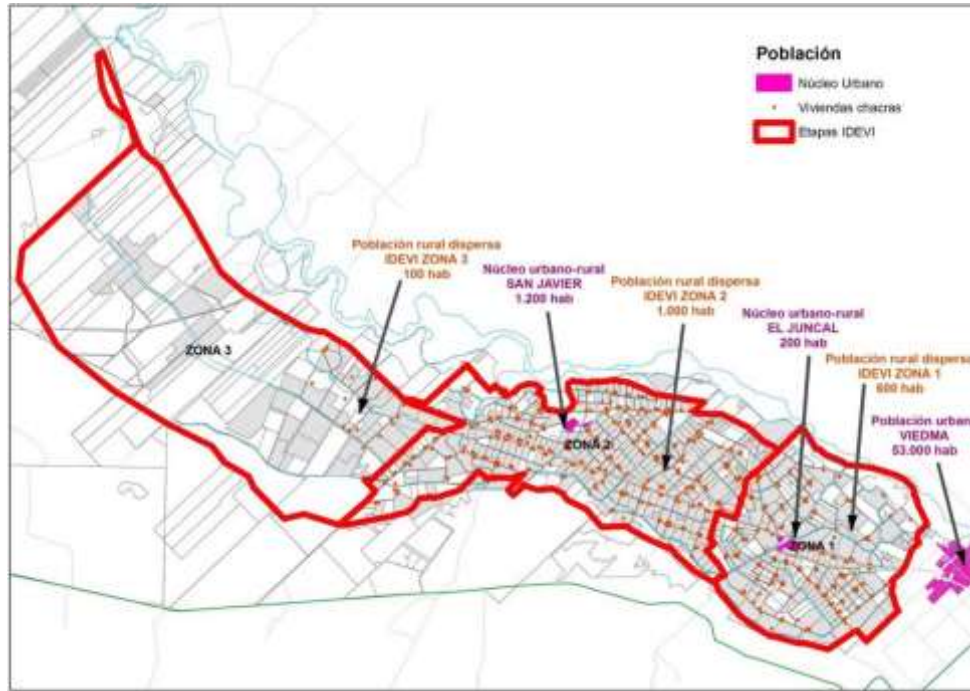 Población
Núcleo Urbano
Viviendas chacras
Etapas IDEVI
Población rural dispersa
IDEVI ZONA 3
100 hab
Núcleo urbano-rural
SAN JAVIER
1.200 hab
Población rural dispersa
IDEVI ZONA 2
1.000 hab
Núcleo urbano-rural
EL JUNCAL
200 hab
Población rural dispersa
IDEVI ZONA 1
600 hab
Población urban
VIEDMA
53.000 hab
ZONA 3
ZONA 2
ZONA 1